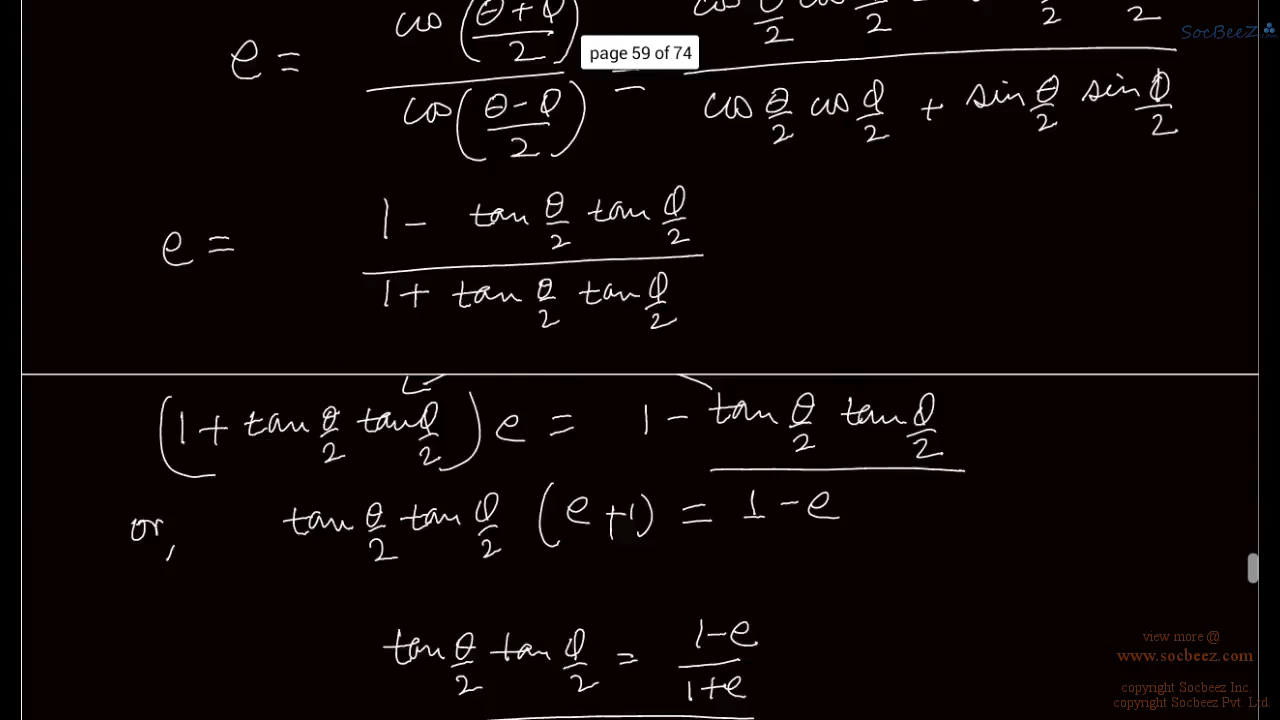 e = cos((θ+φ)/2) / cos((θ−φ)/2) = cos θ/2 cos / cos θ/2 cos φ/2 + sin θ/2 sin φ/2
page 59 of 74
SocBeeZ
e = (1 − tan θ/2 tan φ/2) / (1 + tan θ/2 tan φ/2)
(1 + tan θ/2 tan φ/2) e = 1 − tan θ/2 tan φ/2
or, tan θ/2 tan φ/2 (e+1) = 1 − e
tan θ/2 tan φ/2 = (1−e)/(1+e)
view more @
www.socbeez.com
copyright Socbeez Inc.
copyright Socbeez Pvt. Ltd